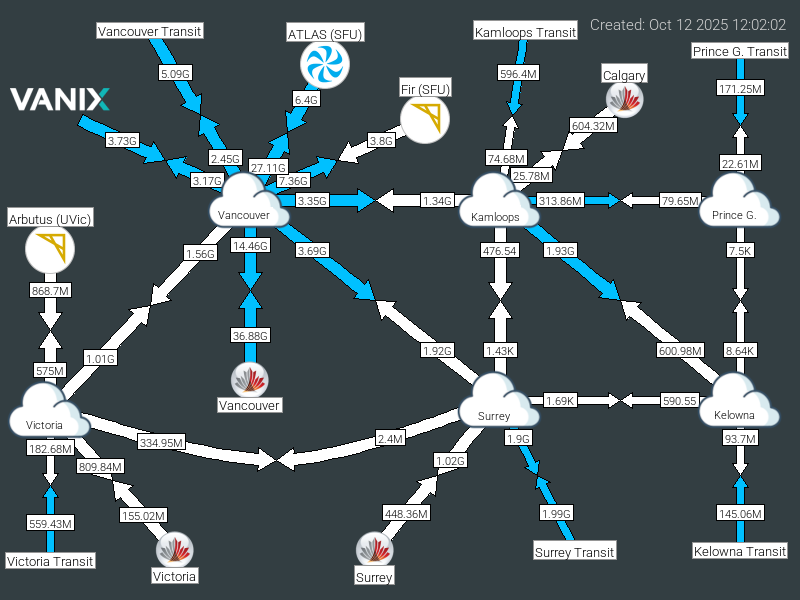 Created: Oct 12 2025 12:02:02
Vancouver Transit
ATLAS (SFU)
Kamloops Transit
Prince G. Transit
5.09G
6.4G
596.4M
Calgary
171.25M
VANIX
Fir (SFU)
3.73G
3.8G
604.32M
2.45G
27.11G
74.68M
22.61M
3.17G
7.36G
25.78M
3.35G
1.34G
313.86M
79.65M
Vancouver
Kamloops
Prince G.
Arbutus (UVic)
1.56G
14.46G
3.69G
476.54
1.93G
7.5K
868.7M
36.88G
1.01G
1.92G
1.43K
600.98M
8.64K
575M
Vancouver
1.69K
590.55
Victoria
Surrey
Kelowna
182.68M
334.95M
2.4M
1.9G
93.7M
809.84M
1.02G
559.43M
155.02M
448.36M
1.99G
145.06M
Victoria Transit
Victoria
Surrey
Surrey Transit
Kelowna Transit